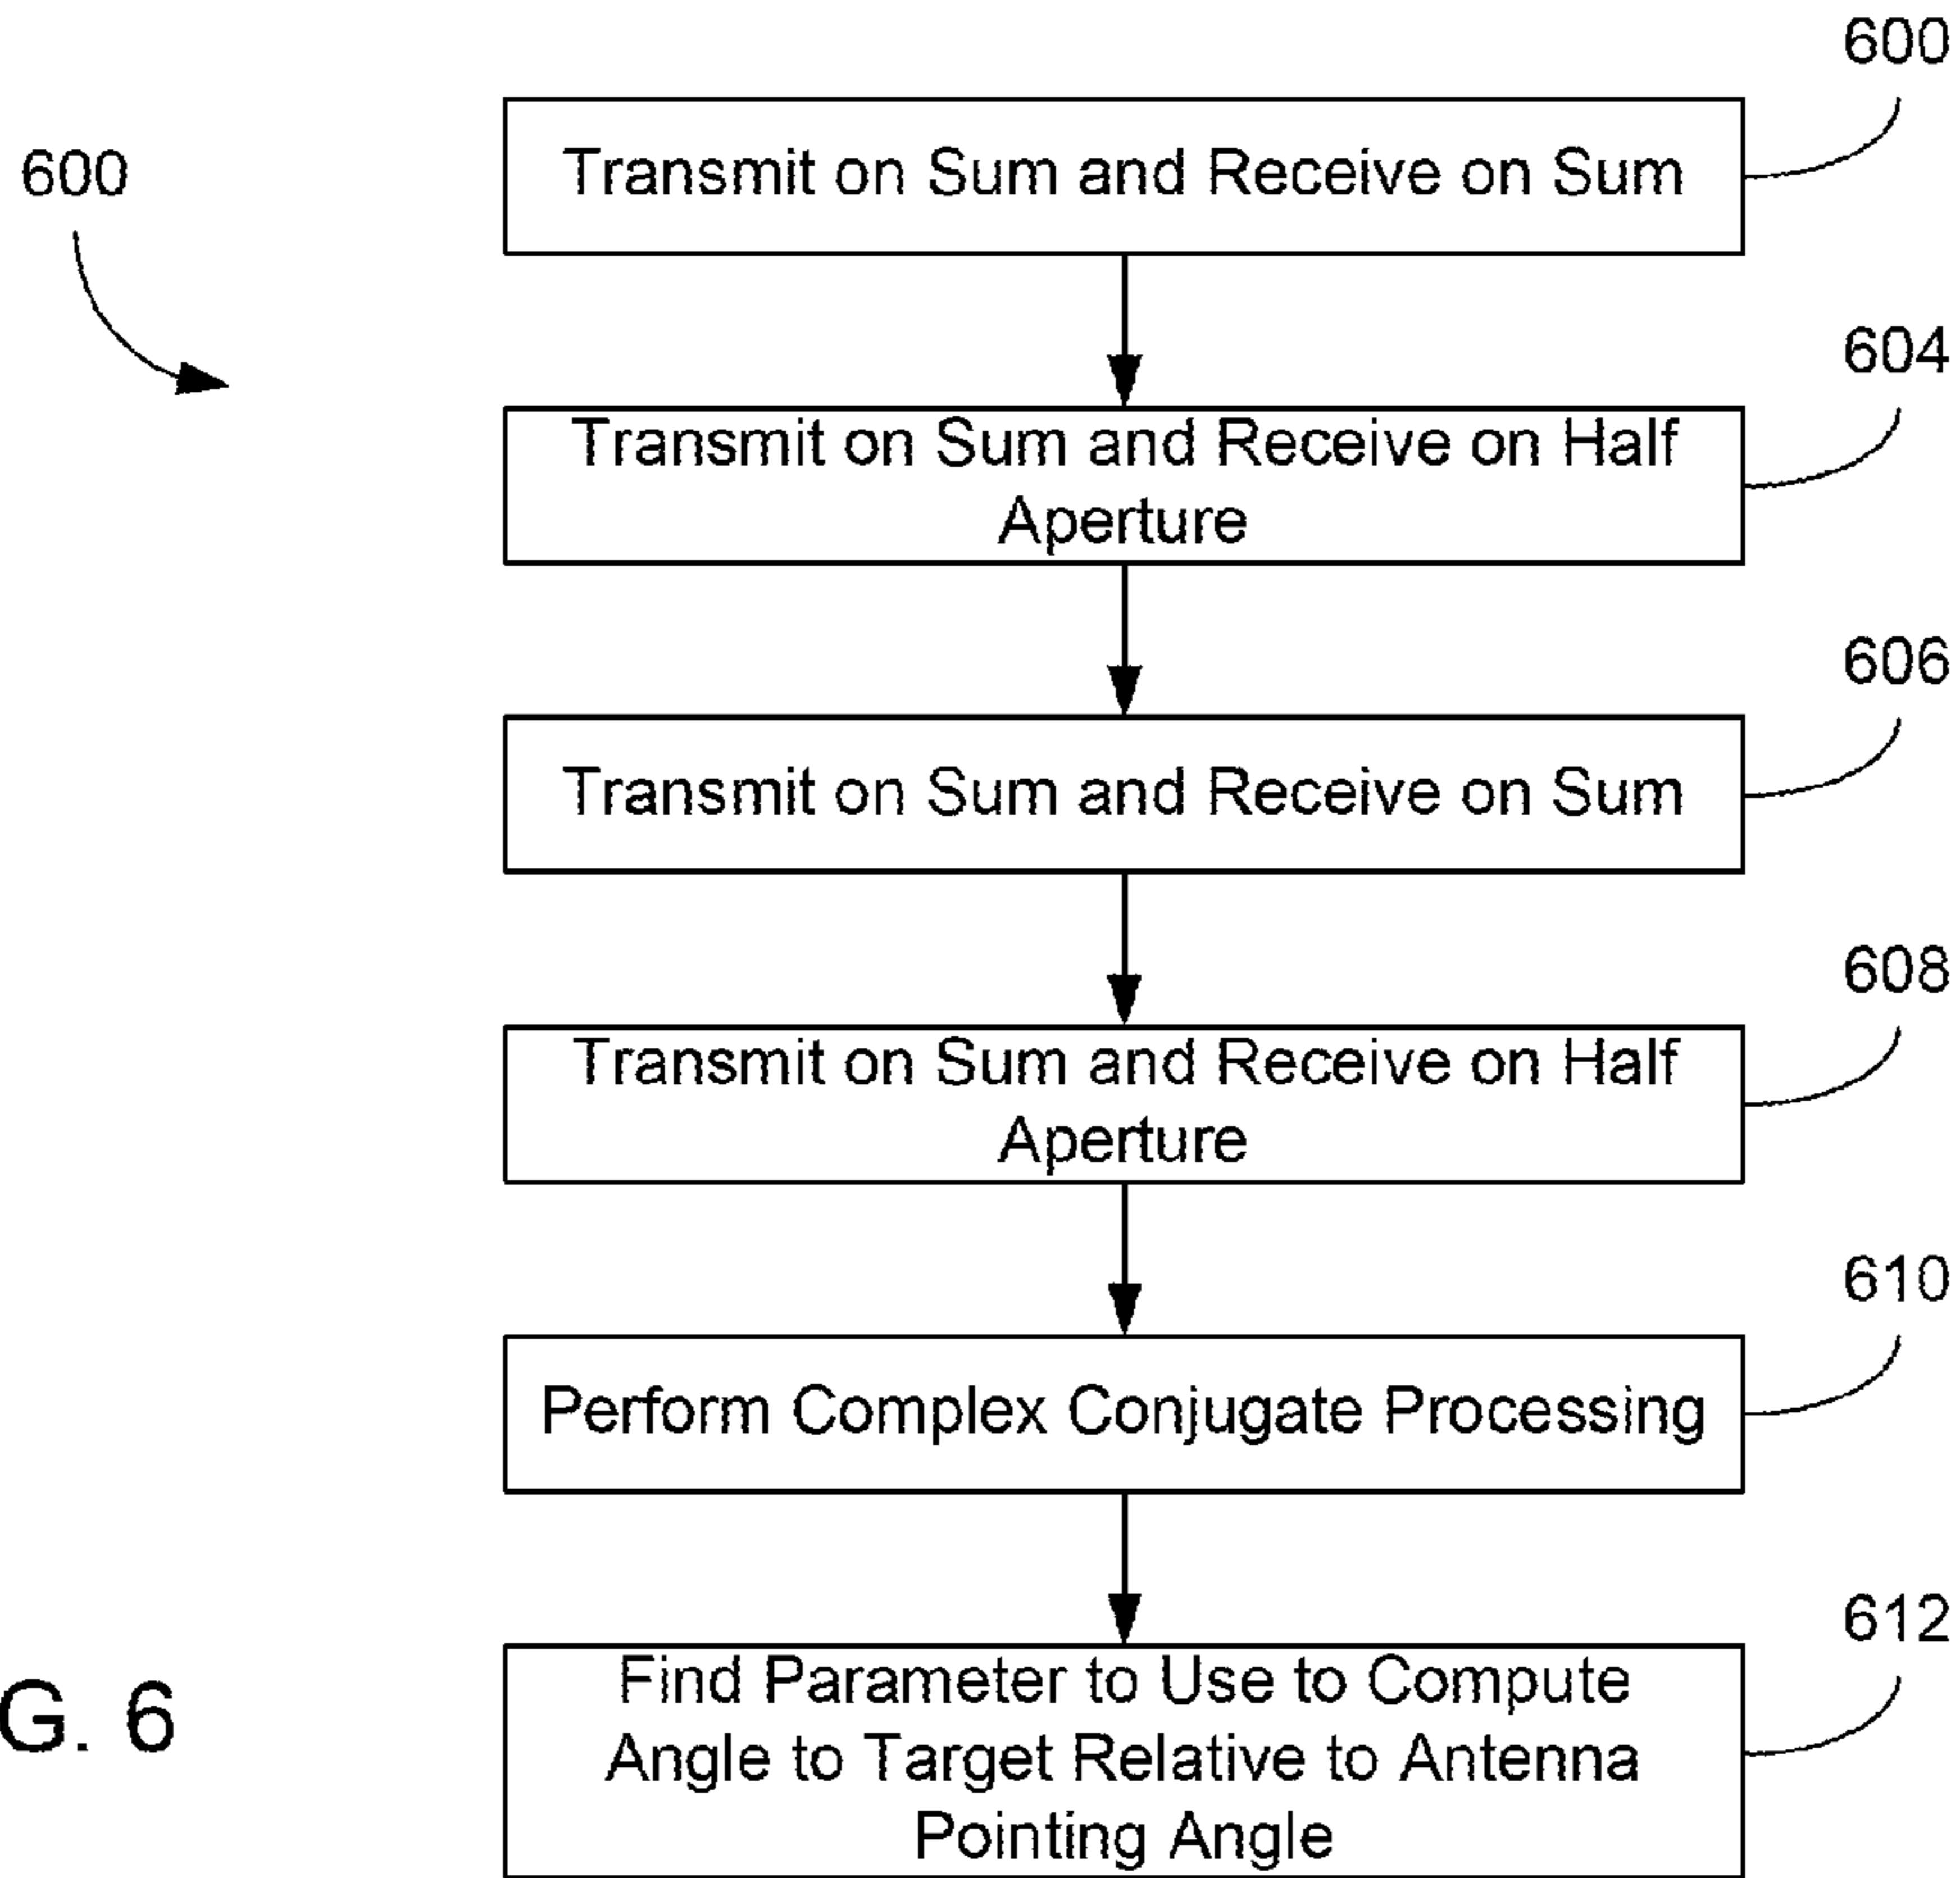 600
600
Transmit on Sum and Receive on Sum
604
Transmit on Sum and Receive on Half
Aperture
606
Transmit on Sum and Receive on Sum
608
Transmit on Sum and Receive on Half
Aperture
610
Perform Complex Conjugate Processing
612
Find Parameter to Use to Compute
Angle to Target Relative to Antenna
Pointing Angle
G. 6